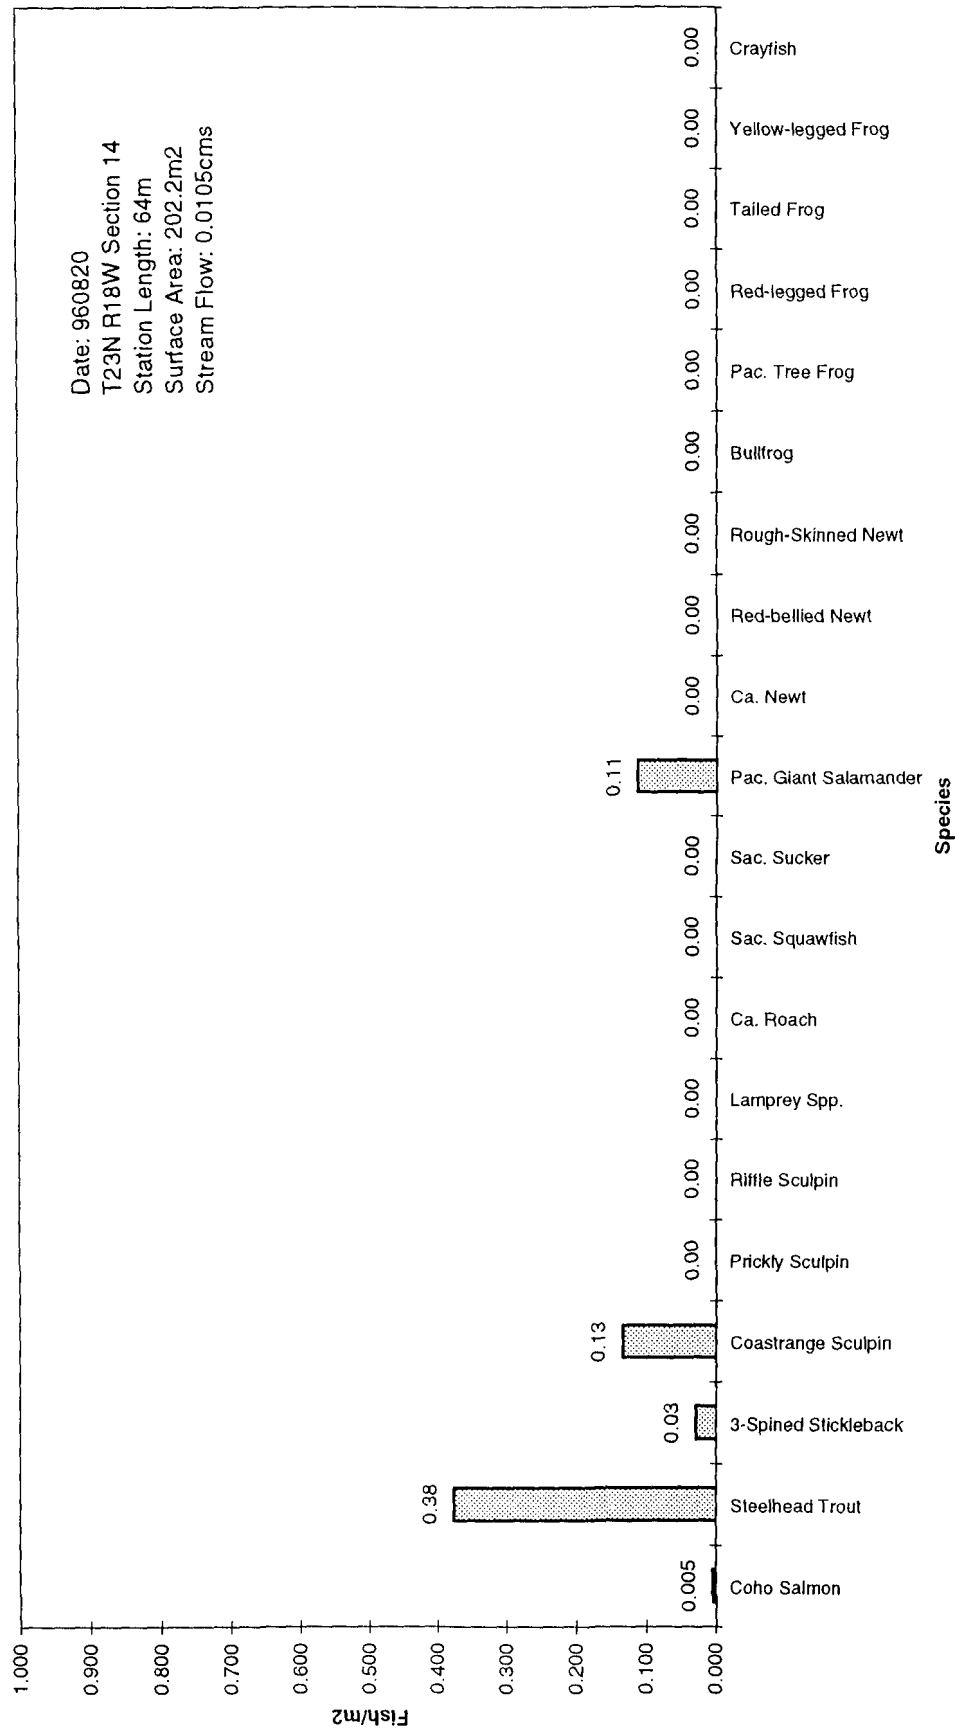 Date: 960820
T23N R18W Section 14
Station Length: 64m
Surface Area: 202.2m2
Stream Flow: 0.0105cms
Fish/m2
1.000
0.900
0.800
0.700
0.600
0.500
0.400
0.300
0.200
0.100
0.000
0.005
0.38
0.03
0.13
0.00
0.00
0.00
0.00
0.00
0.00
0.11
0.00
0.00
0.00
0.00
0.00
0.00
0.00
0.00
0.00
Coho Salmon
Steelhead Trout
3-Spined Stickleback
Coastrange Sculpin
Prickly Sculpin
Riffle Sculpin
Lamprey Spp.
Ca. Roach
Sac. Squawfish
Sac. Sucker
Pac. Giant Salamander
Ca. Newt
Red-bellied Newt
Rough-Skinned Newt
Bullfrog
Pac. Tree Frog
Red-legged Frog
Tailed Frog
Yellow-legged Frog
Crayfish
Species